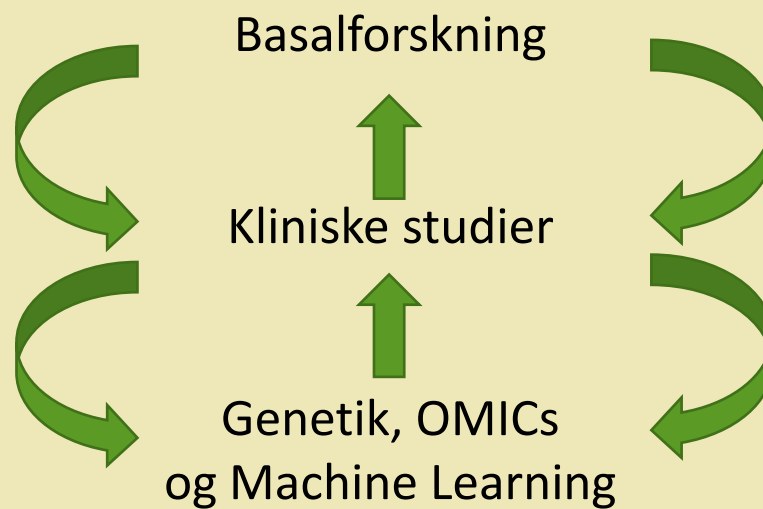 Basalforskning
Kliniske studier
Genetik, OMICs
og Machine Learning